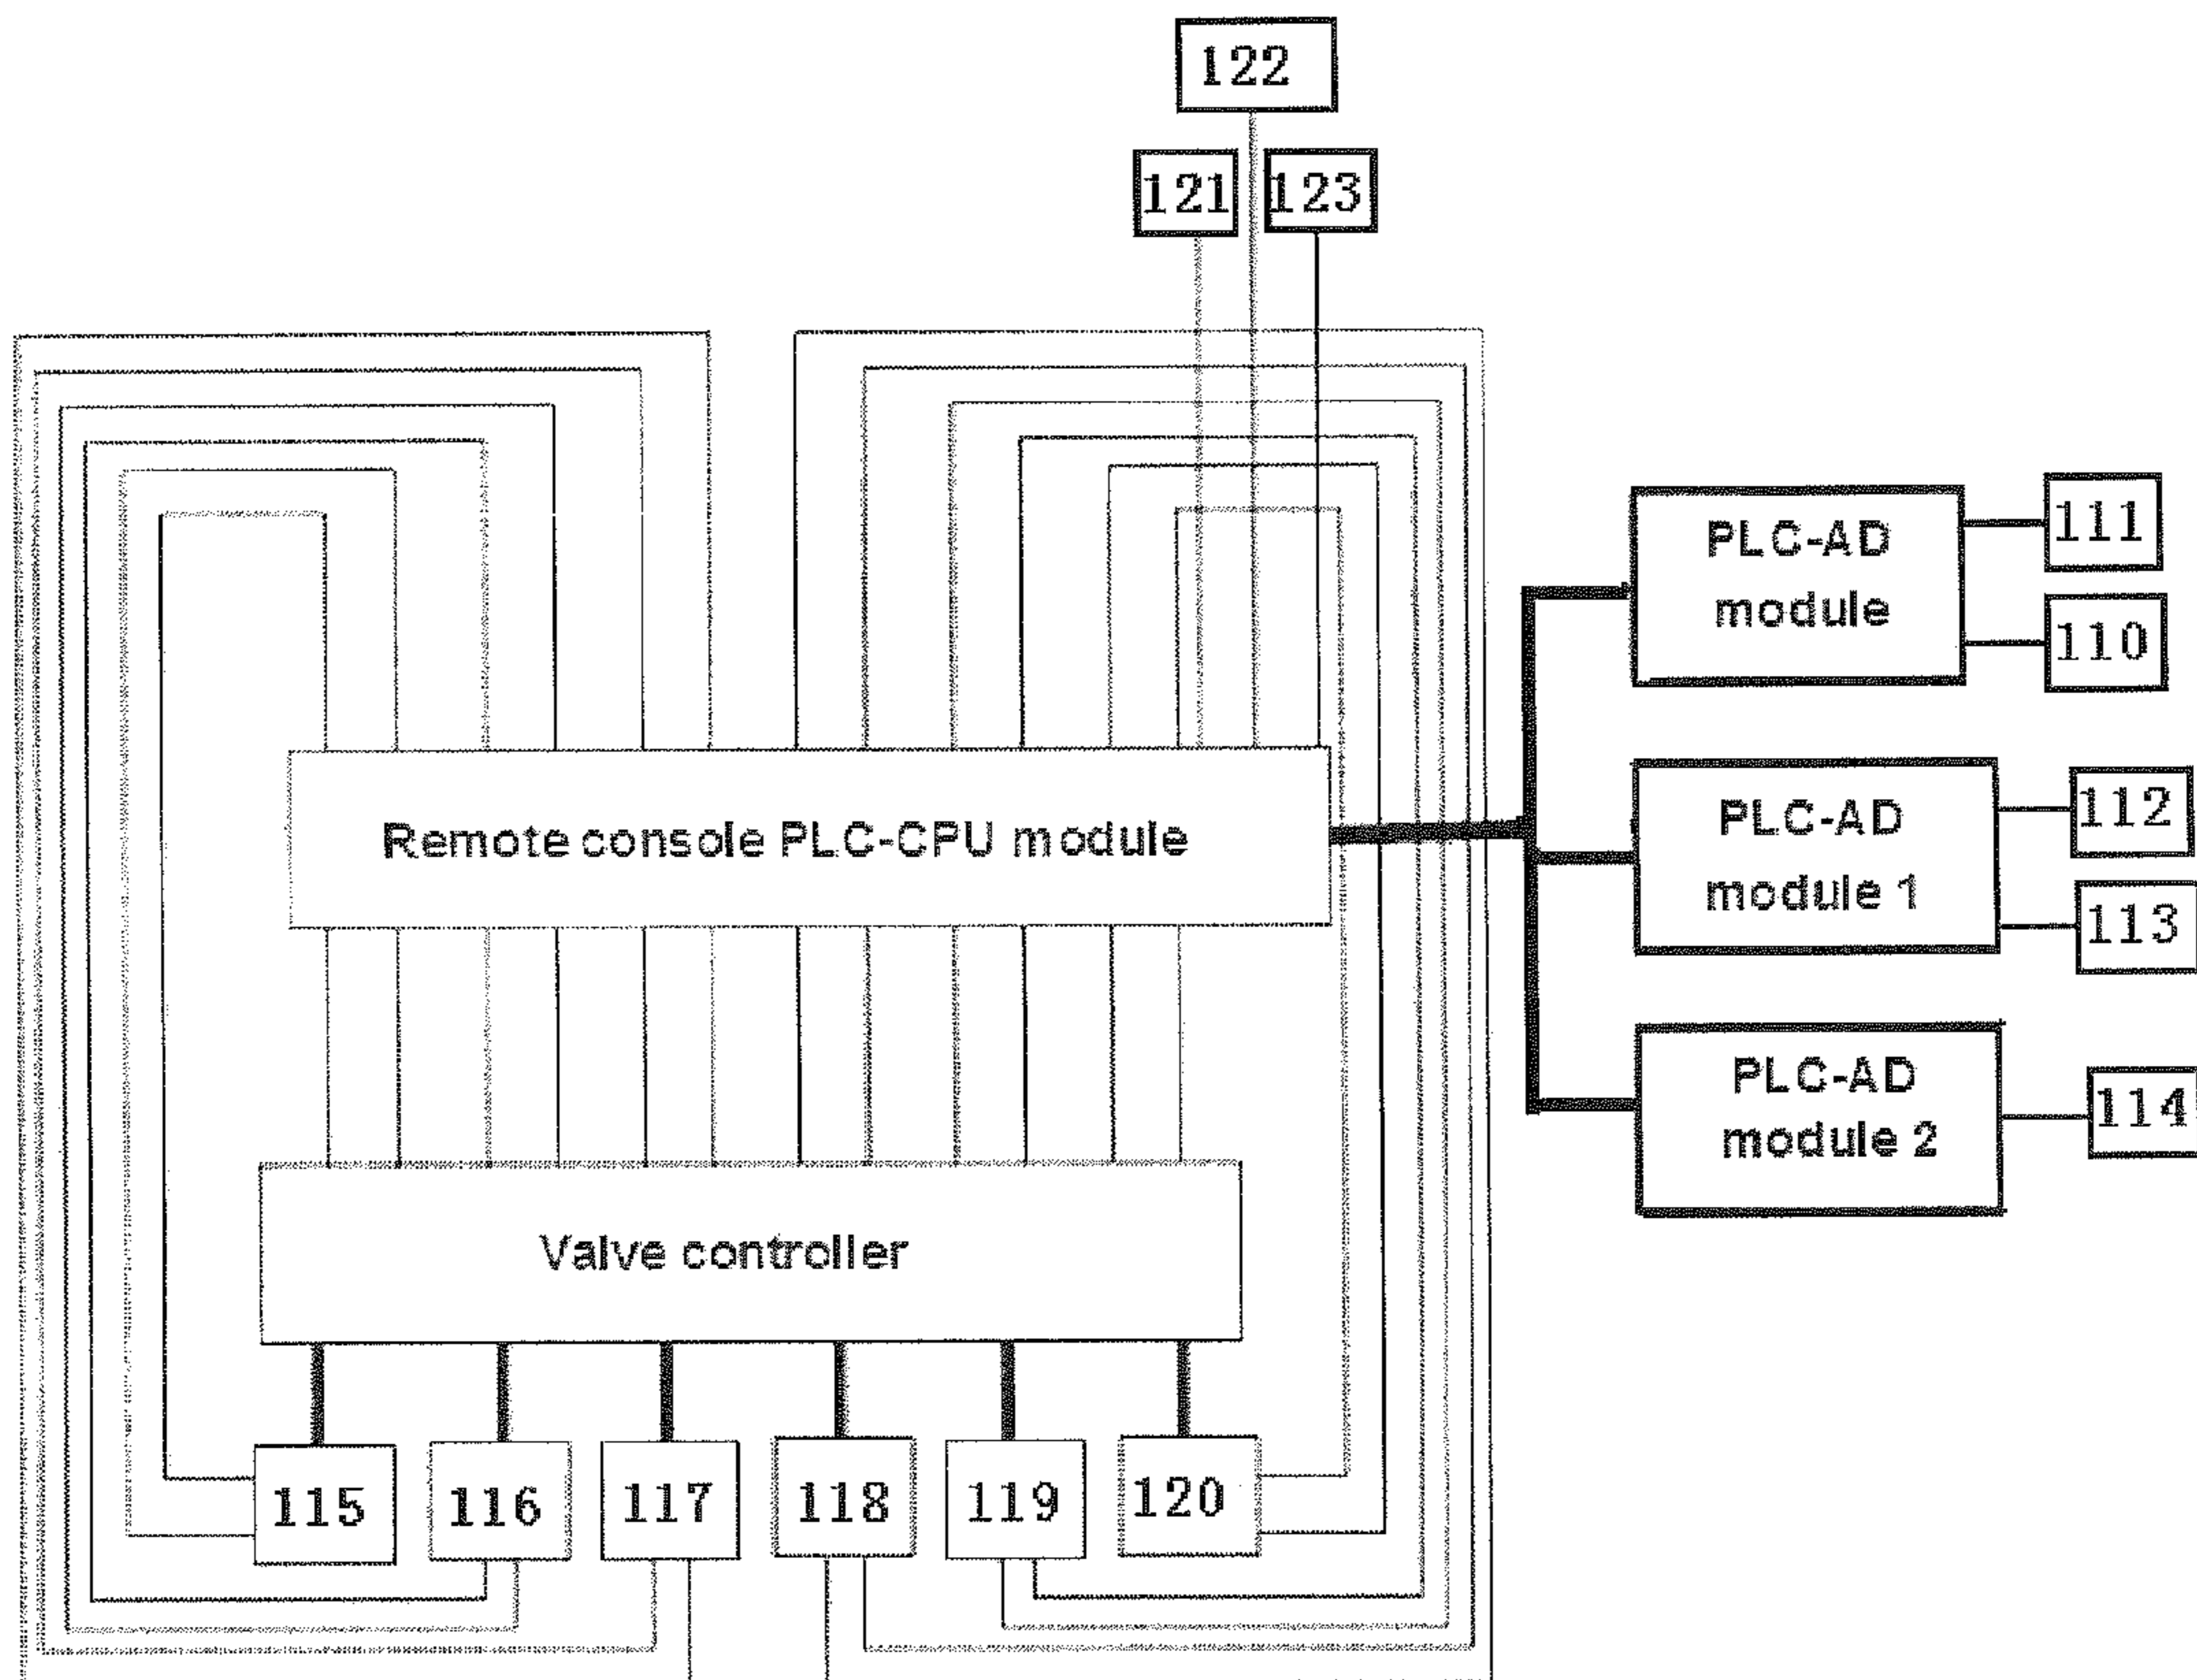 122
121
123
PLC-AD
module
111
110
Remote console PLC-CPU module
PLC-AD
module 1
112
113
PLC-AD
module 2
114
Valve controller
115
116
117
118
119
120